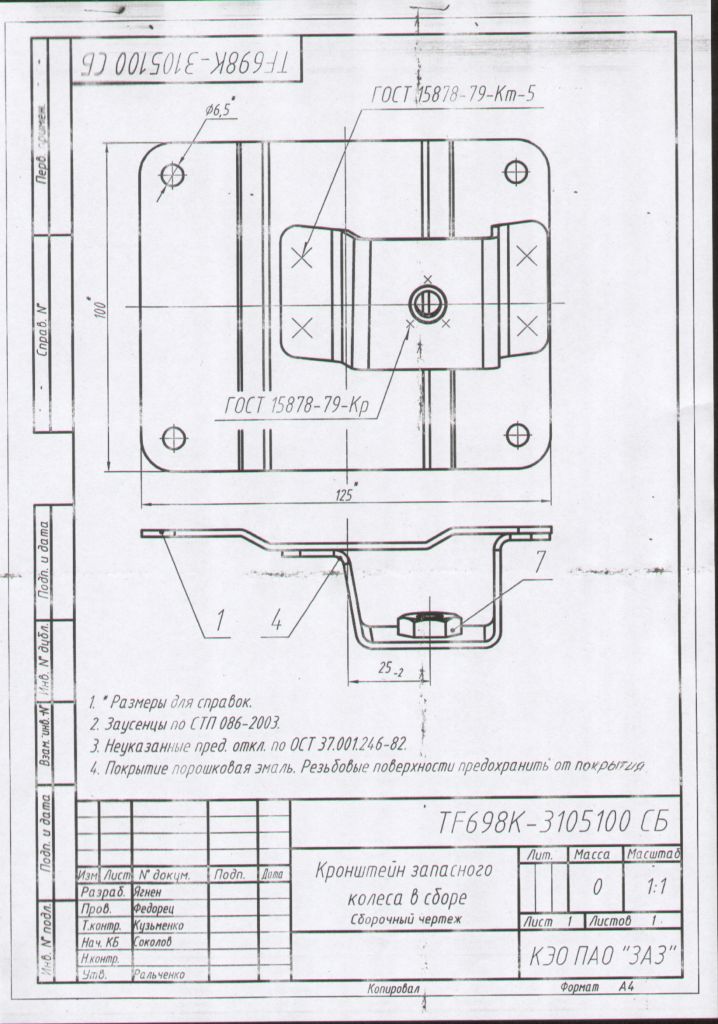 TF698K-3105100 СБ
ГОСТ 15878-79-Кт-5
ø6,5*
Перв. примен.
100*
Справ. №
ГОСТ 15878-79-Кр
125*
Подп. и дата
7
1
4
Инв. № дубл.
25-2
1. * Размеры для справок.
2. Заусенцы по СТП 086-2003.
Взам. инв. №
3. Неуказанные пред. откл. по ОСТ 37.001.246-82.
4. Покрытие порошковая эмаль. Резьбовые поверхности предохранить от покрытия
Подп. и дата
TF698K-3105100 СБ
Кронштейн запасного
колеса в сборе
Сборочный чертеж
Лит. Масса Масштаб
0 1:1
Лист 1 Листов 1
Изм Лист № докум. Подп. Дата
Разраб. Ягнен
Пров. Федорец
Т.контр. Кузьменко
Нач. КБ Соколов
Н.контр.
Утв. Ральченко
Инв. № подл.
КЭО ПАО "ЗАЗ"
Копировал Формат А4